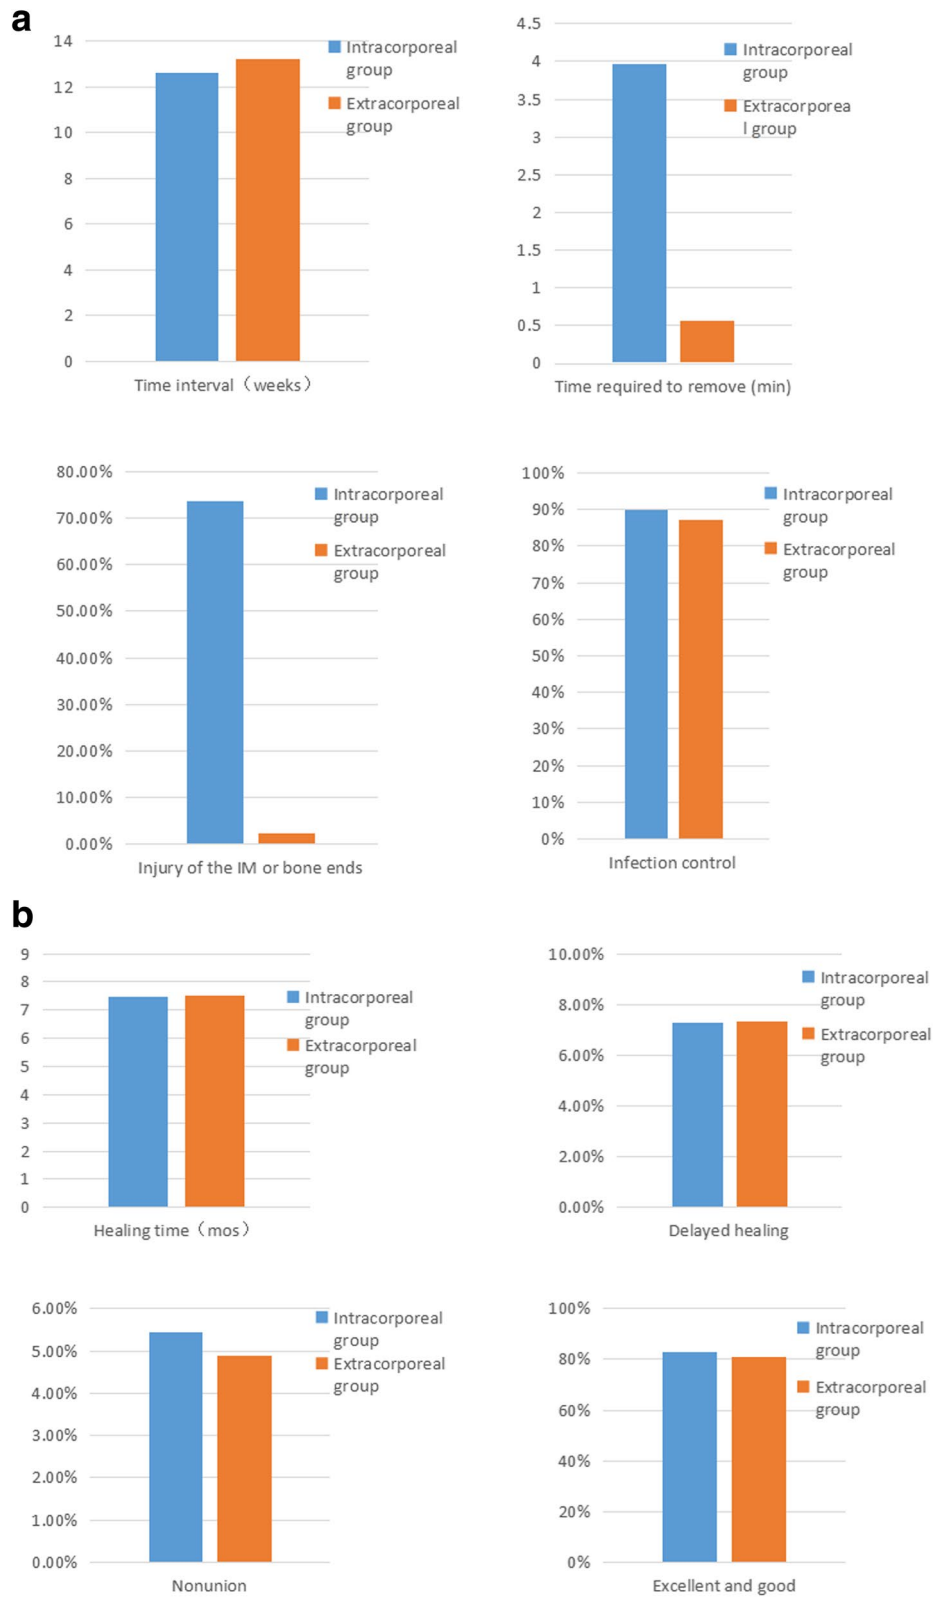 a
14
12
10
8
6
4
2
0
Intracorporeal
group
Extracorporeal
group
Time interval（weeks）
4.5
4
3.5
3
2.5
2
1.5
1
0.5
0
Intracorporeal
group
Extracorporea
l group
Time required to remove (min)
80.00%
70.00%
60.00%
50.00%
40.00%
30.00%
20.00%
10.00%
0.00%
Intracorporeal
group
Extracorporeal
group
Injury of the IM or bone ends
100%
90%
80%
70%
60%
50%
40%
30%
20%
10%
0%
Intracorporeal
group
Extracorporeal
group
Infection control
b
9
8
7
6
5
4
3
2
1
0
Intracorporeal
group
Extracorporeal
group
Healing time（mos）
10.00%
8.00%
6.00%
4.00%
2.00%
0.00%
Intracorporeal
group
Extracorporeal
group
Delayed healing
6.00%
5.00%
4.00%
3.00%
2.00%
1.00%
0.00%
Intracorporeal
group
Extracorporeal
group
Nonunion
100%
80%
60%
40%
20%
0%
Intracorporeal
group
Extracorporeal
group
Excellent and good